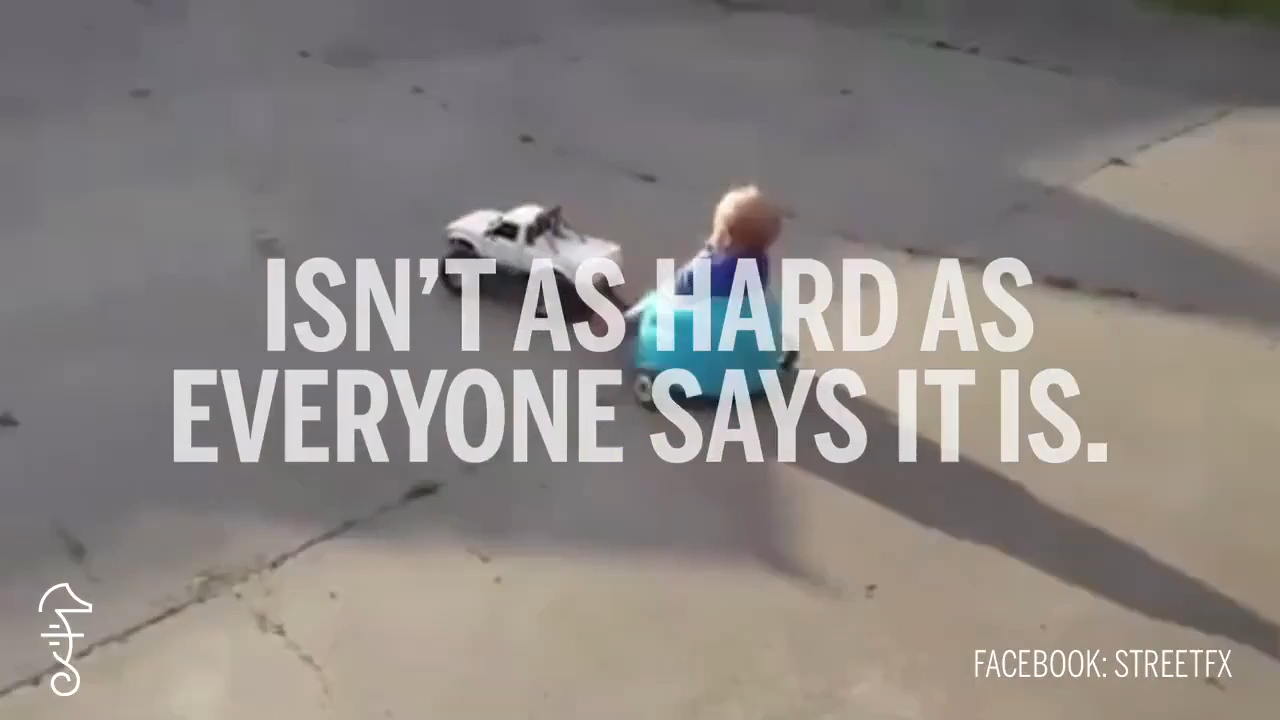 ISN'T AS HARD AS
EVERYONE SAYS IT IS.
FACEBOOK: STREETFX